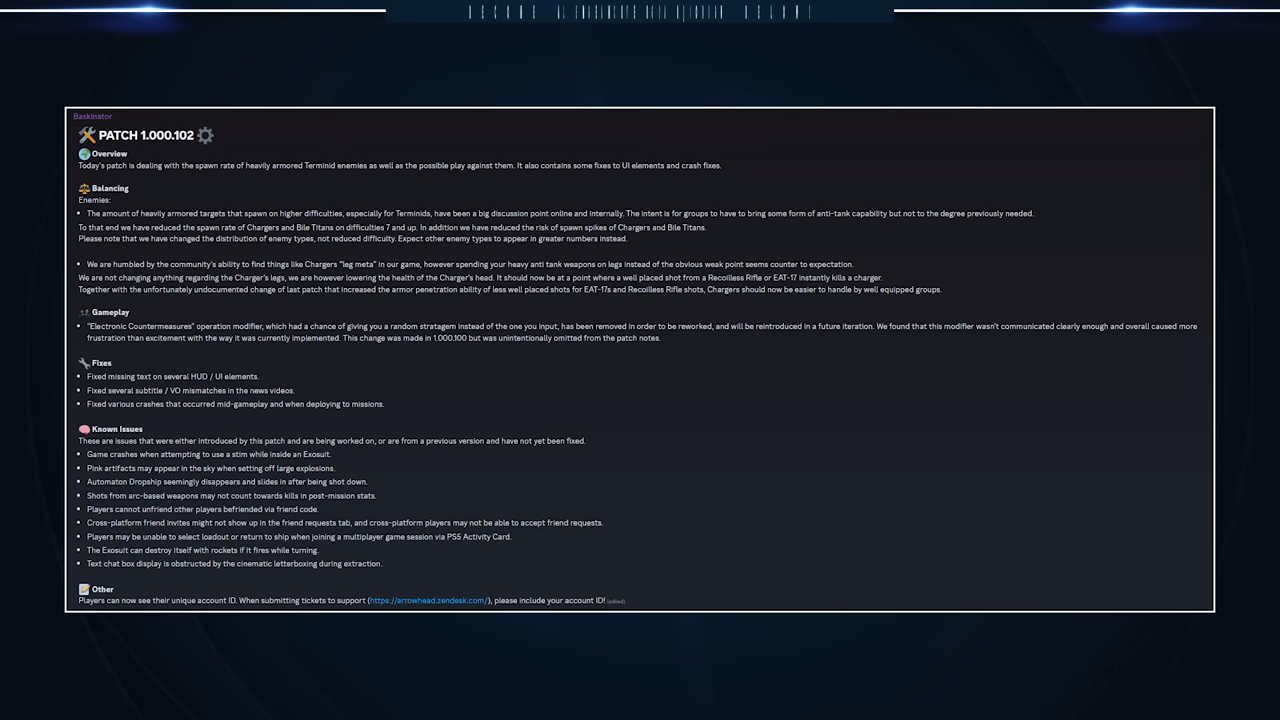 Baskinator
PATCH 1.000.102
Overview
Today's patch is dealing with the spawn rate of heavily armored Terminid enemies as well as the possible play against them. It also contains some fixes to UI elements and crash fixes.
Balancing
Enemies:
• The amount of heavily armored targets that spawn on higher difficulties, especially for Terminids, have been a big discussion point online and internally. The intent is for groups to have to bring some form of anti-tank capability but not to the degree previously needed.
To that end we have reduced the spawn rate of Chargers and Bile Titans on difficulties 7 and up. In addition we have reduced the risk of spawn spikes of Chargers and Bile Titans.
Please note that we have changed the distribution of enemy types, not reduced difficulty. Expect other enemy types to appear in greater numbers instead.
• We are humbled by the community's ability to find things like Chargers "leg meta" in our game, however spending your heavy anti tank weapons on legs instead of the obvious weak point seems counter to expectation.
We are not changing anything regarding the Charger's legs, we are however lowering the health of the Charger's head. It should now be at a point where a well placed shot from a Recoilless Rifle or EAT-17 instantly kills a charger.
Together with the unfortunately undocumented change of last patch that increased the armor penetration ability of less well placed shots for EAT-17s and Recoilless Rifle shots, Chargers should now be easier to handle by well equipped groups.
Gameplay
• "Electronic Countermeasures" operation modifier, which had a chance of giving you a random stratagem instead of the one you input, has been removed in order to be reworked, and will be reintroduced in a future iteration. We found that this modifier wasn't communicated clearly enough and overall caused more
frustration than excitement with the way it was currently implemented. This change was made in 1.000.100 but was unintentionally omitted from the patch notes.
Fixes
• Fixed missing text on several HUD / UI elements.
• Fixed several subtitle / VO mismatches in the news videos.
• Fixed various crashes that occurred mid-gameplay and when deploying to missions.
Known Issues
These are issues that were either introduced by this patch and are being worked on, or are from a previous version and have not yet been fixed.
• Game crashes when attempting to use a stim while inside an Exosuit.
• Pink artifacts may appear in the sky when setting off large explosions.
• Automaton Dropship seemingly disappears and slides in after being shot down.
• Shots from arc-based weapons may not count towards kills in post-mission stats.
• Players cannot unfriend other players befriended via friend code.
• Cross-platform friend invites might not show up in the friend requests tab, and cross-platform players may not be able to accept friend requests.
• Players may be unable to select loadout or return to ship when joining a multiplayer game session via PS5 Activity Card.
• The Exosuit can destroy itself with rockets if it fires while turning.
• Text chat box display is obstructed by the cinematic letterboxing during extraction.
Other
Players can now see their unique account ID. When submitting tickets to support (https://arrowhead.zendesk.com/), please include your account ID! (edited)